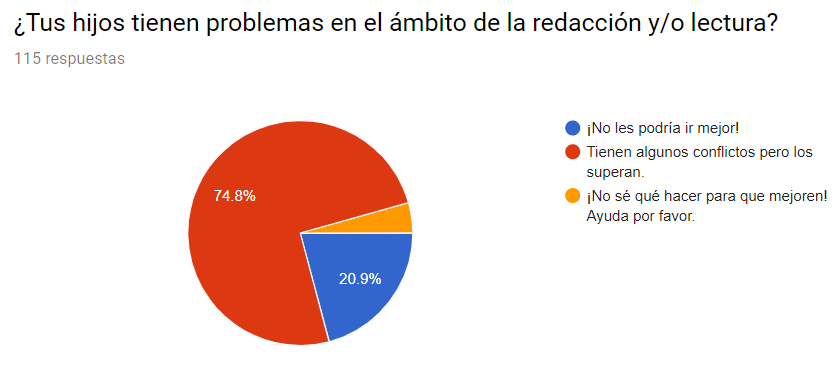 ¿Tus hijos tienen problemas en el ámbito de la redacción y/o lectura?
115 respuestas
¡No les podría ir mejor!
Tienen algunos conflictos pero los
superan.
¡No sé qué hacer para que mejoren!
Ayuda por favor.
74.8%
20.9%